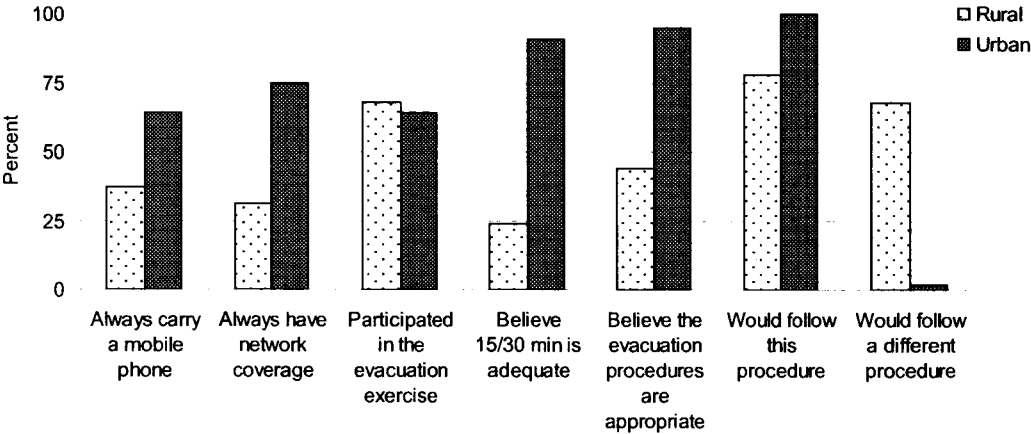 100
75
50
25
0
Percent
Rural
Urban
Always carry
a mobile
phone
Always have
network
coverage
Participated
in the
evacuation
exercise
Believe
15/30 min is
adequate
Believe the
evacuation
procedures
are
appropriate
Would follow
this
procedure
Would follow
a different
procedure